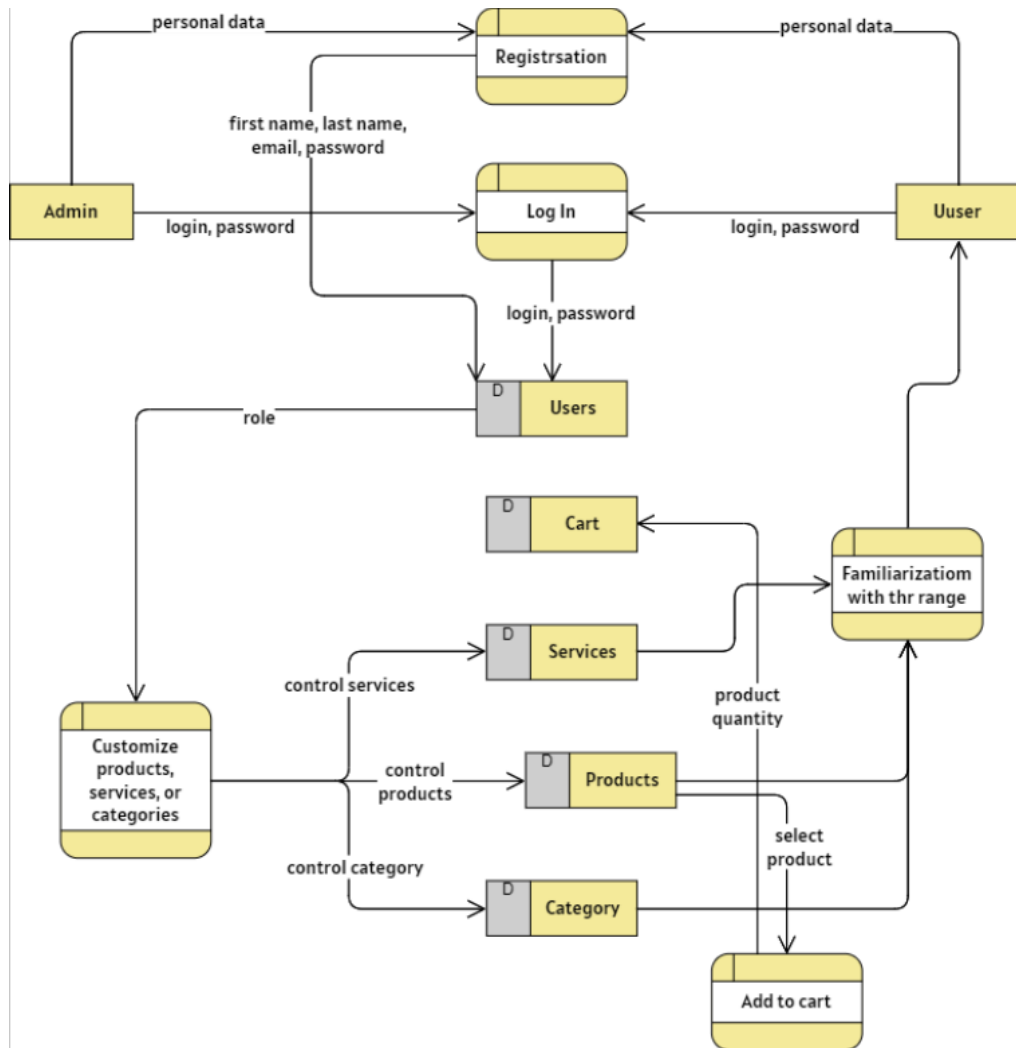 personal data
personal data
Registrsation
first name, last name,
email, password
Admin
Log In
Uuser
login, password
login, password
login, password
D
Users
role
D
Cart
Familiarizatiom
with thr range
D
Services
control services
product
quantity
Customize
products,
services, or
categories
control
products
D
Products
select
product
control category
D
Category
Add to cart